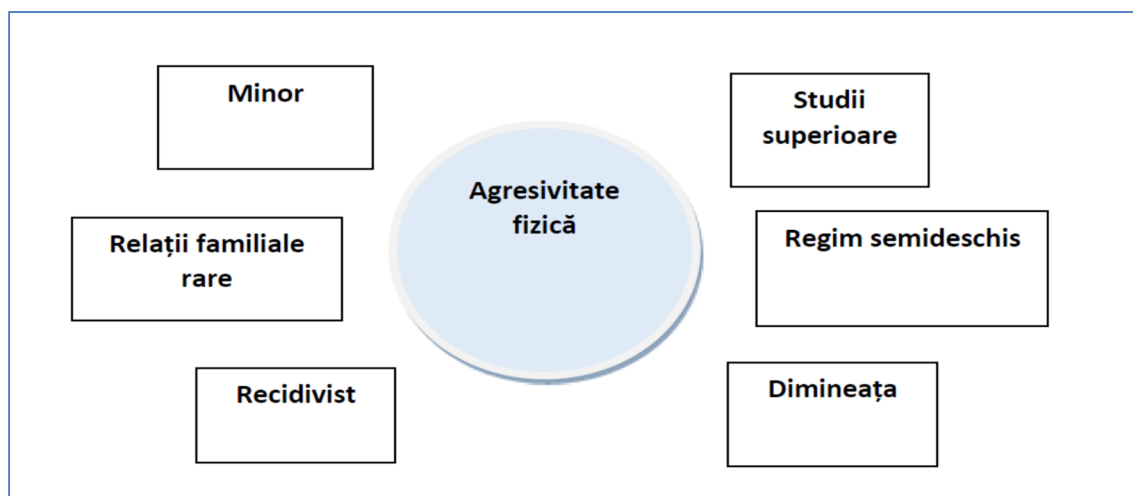 Minor
Studii
superioare
Agresivitate
fizică
Relații familiale
rare
Regim semideschis
Recidivist
Dimineața